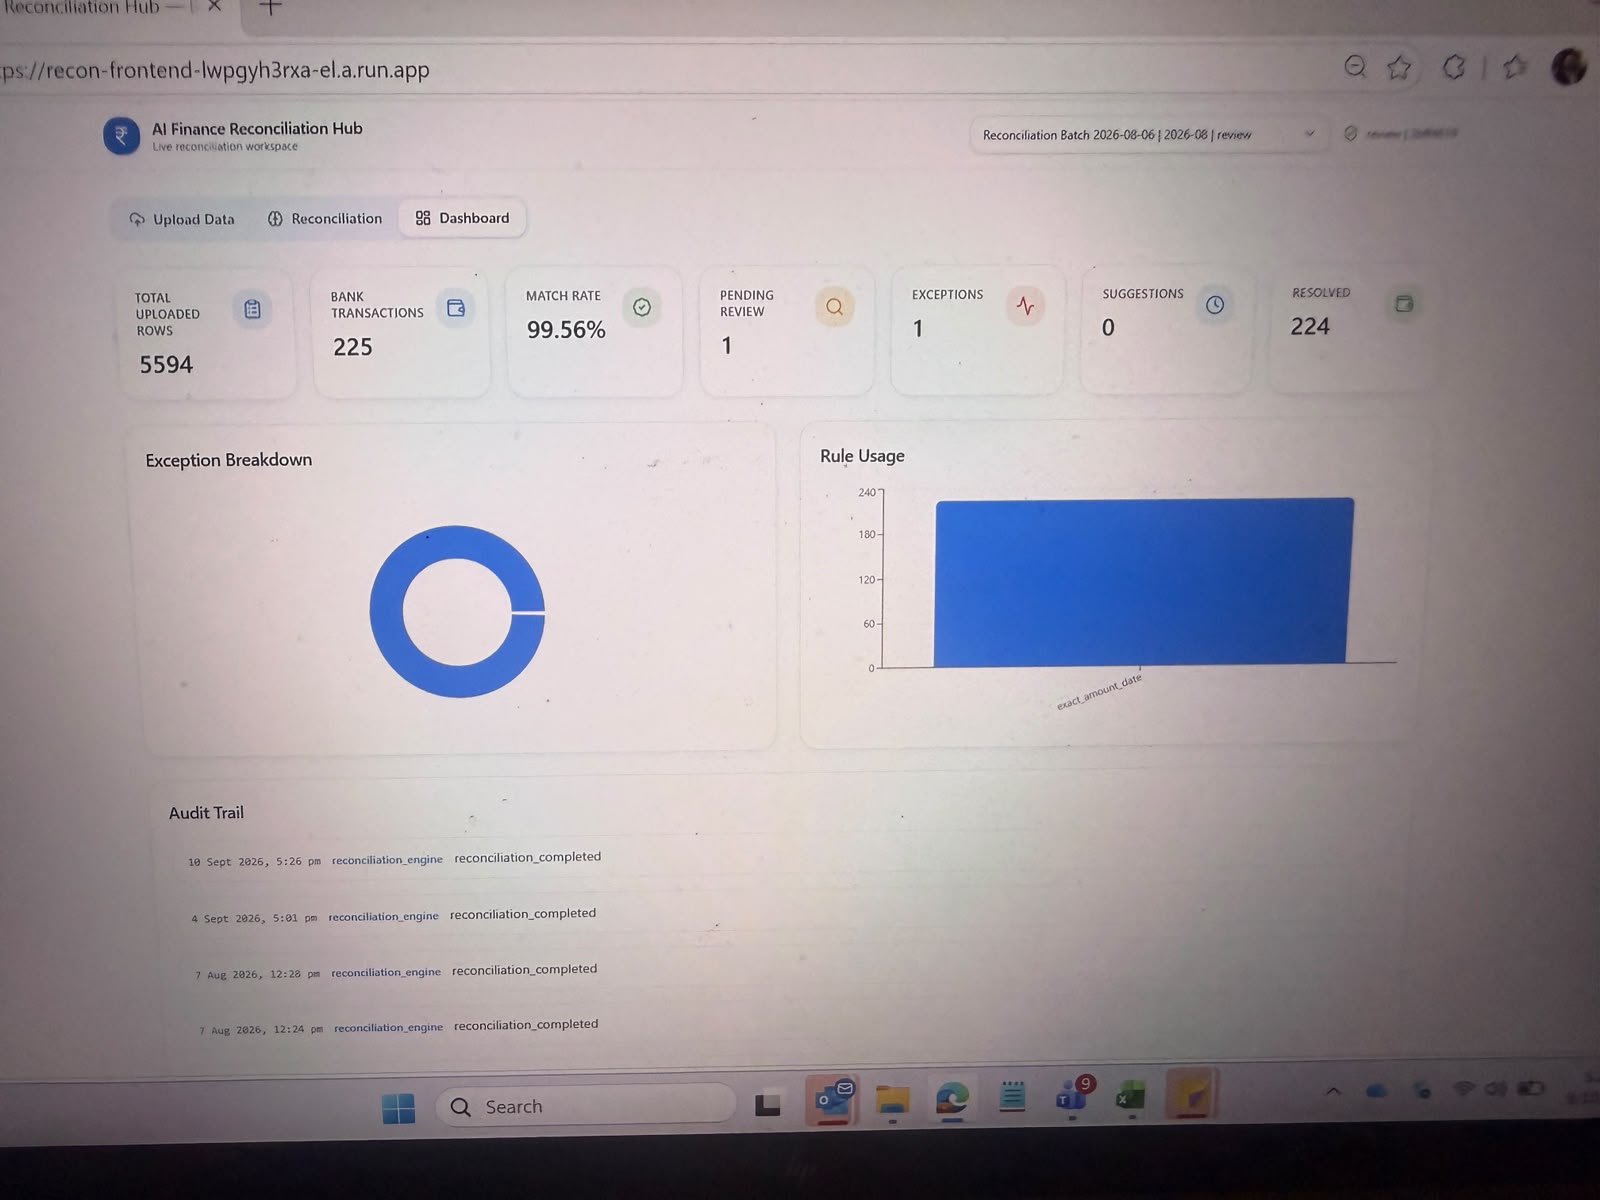 Reconciliation Hub —
ps://recon-frontend-lwpgyh3rxa-el.a.run.app
₹
AI Finance Reconciliation Hub
Live reconciliation workspace
Reconciliation Batch 2026-08-06 | 2026-08 | review
Upload Data
Reconciliation
Dashboard
TOTAL
UPLOADED
ROWS
5594
BANK
TRANSACTIONS
225
MATCH RATE
99.56%
PENDING
REVIEW
1
EXCEPTIONS
1
SUGGESTIONS
0
RESOLVED
224
Exception Breakdown
Rule Usage
240
180
120
60
0
exact_amount_date
Audit Trail
10 Sept 2026, 5:26 pm reconciliation_engine reconciliation_completed
4 Sept 2026, 5:01 pm reconciliation_engine reconciliation_completed
7 Aug 2026, 12:28 pm reconciliation_engine reconciliation_completed
7 Aug 2026, 12:24 pm reconciliation_engine reconciliation_completed
Search
9